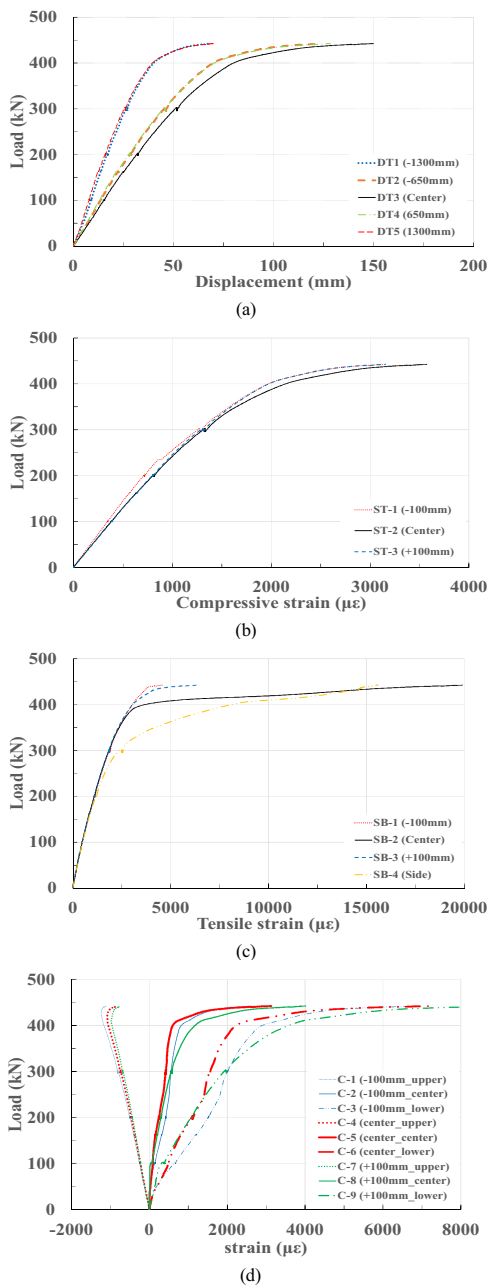 500
400
300
200
100
0
Load (kN)
DT1 (-1300mm)
DT2 (-650mm)
DT3 (Center)
DT4 (650mm)
DT5 (1300mm)
0 50 100 150 200
Displacement (mm)
(a)
500
400
300
200
100
0
Load (kN)
ST-1 (-100mm)
ST-2 (Center)
ST-3 (+100mm)
0 1000 2000 3000 4000
Compressive strain (με)
(b)
500
400
300
200
100
0
Load (kN)
SB-1 (-100mm)
SB-2 (Center)
SB-3 (+100mm)
SB-4 (Side)
0 5000 10000 15000 20000
Tensile strain (με)
(c)
500
400
300
200
100
0
Load (kN)
C-1 (-100mm_upper)
C-2 (-100mm_center)
C-3 (-100mm_lower)
C-4 (center_upper)
C-5 (center_center)
C-6 (center_lower)
C-7 (+100mm_upper)
C-8 (+100mm_center)
C-9 (+100mm_lower)
-2000 0 2000 4000 6000 8000
strain (με)
(d)